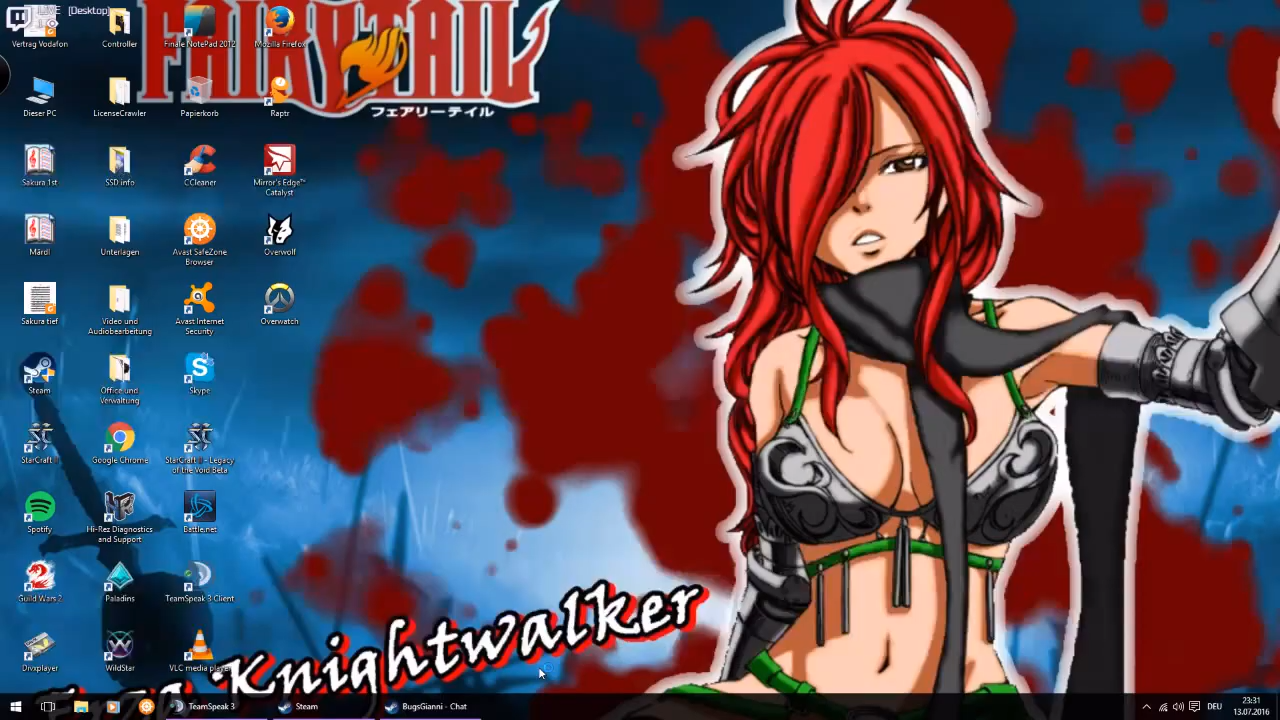 LIVE [Desktop]
FAIRY TAIL
フェアリーテイル
Vertrag Vodafon
Controller
Finale NotePad 2012
Mozilla Firefox
Dieser PC
LicenseCrawler
Papierkorb
Raptr
Sakura 1st
SSD info
CCleaner
Mirror's Edge™
Catalyst
Märdl
Unterlagen
Avast SafeZone
Browser
Overwolf
Sakura tief
Video und
Audiobearbeitung
Avast Internet
Security
Overwatch
Steam
Office und
Verwaltung
Skype
StarCraft II
Google Chrome
StarCraft II - Legacy
of the Void Beta
Spotify
Hi-Rez Diagnostics
and Support
Battle.net
Guild Wars 2
Paladins
TeamSpeak 3 Client
Divxplayer
WildStar
VLC media player
Knightwalker
TeamSpeak 3
Steam
BugsGianni - Chat
DEU
23:31
13.07.2016